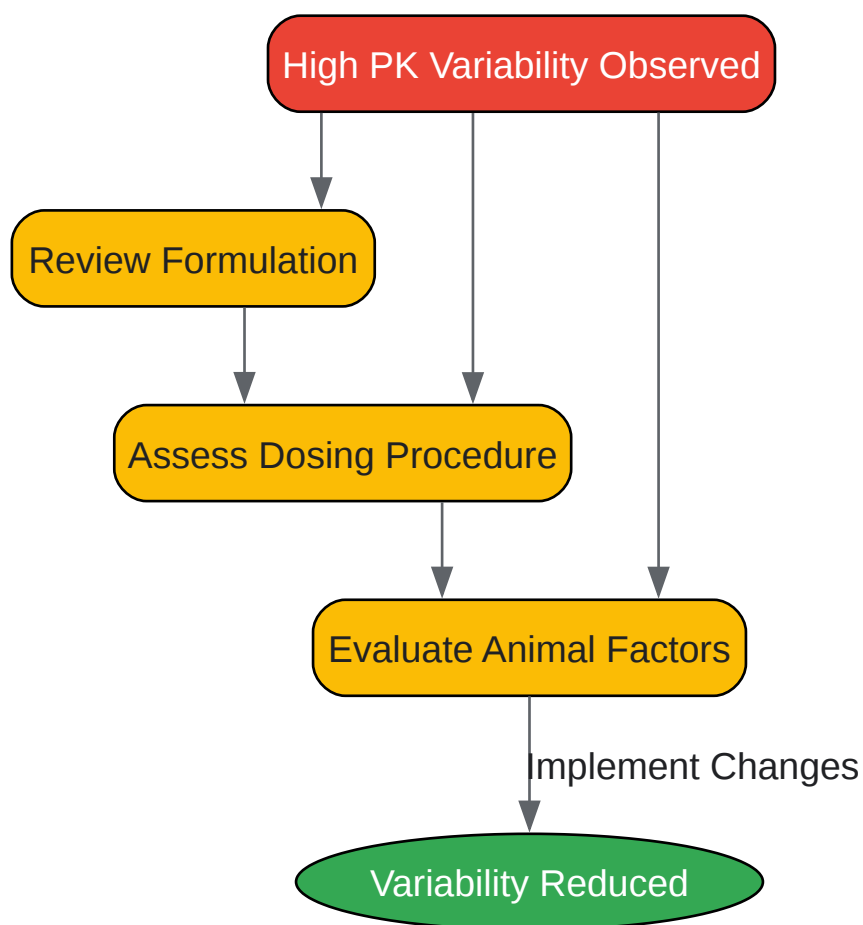 High PK Variability Observed
Review Formulation
Assess Dosing Procedure
Evaluate Animal Factors
Implement Changes
Variability Reduced